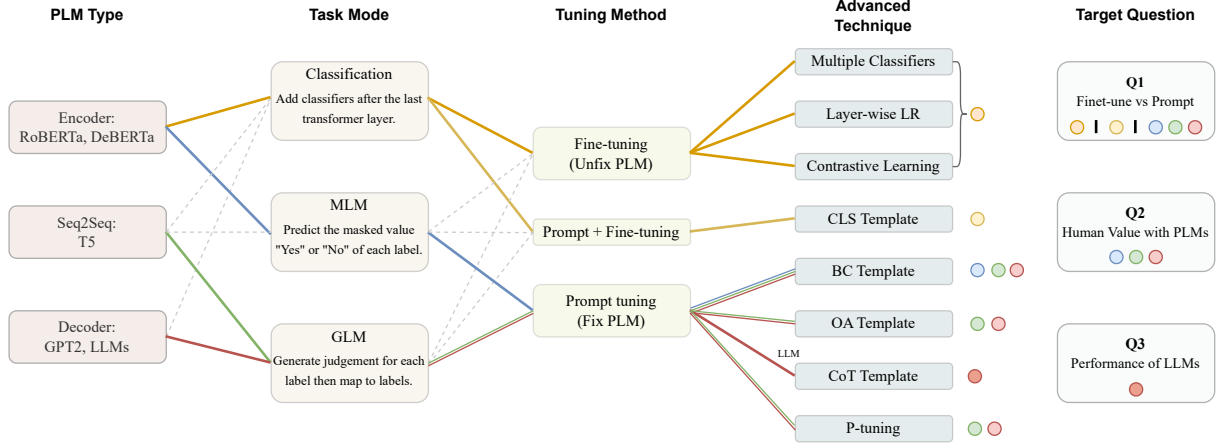 PLM Type
Task Mode
Tuning Method
Advanced
Technique
Target Question
Encoder:
RoBERTa, DeBERTa
Seq2Seq:
T5
Decoder:
GPT2, LLMs
Classification
Add classifiers after the last
transformer layer.
MLM
Predict the masked value
"Yes" or "No" of each label.
GLM
Generate judgement for each
label then map to labels.
Fine-tuning
(Unfix PLM)
Prompt + Fine-tuning
Prompt tuning
(Fix PLM)
Multiple Classifiers
Layer-wise LR
Contrastive Learning
CLS Template
BC Template
OA Template
LLM
CoT Template
P-tuning
Q1
Finet-une vs Prompt
Q2
Human Value with PLMs
Q3
Performance of LLMs